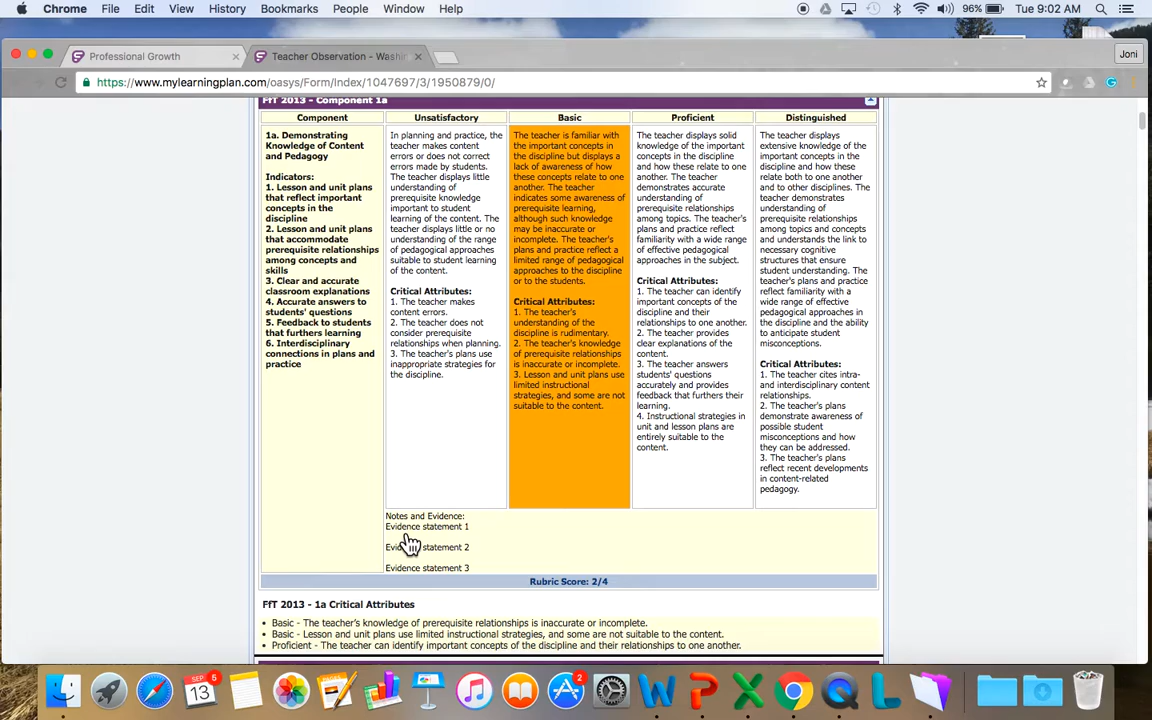 Chrome File Edit View History Bookmarks People Window Help
96% Tue 9:02 AM
Professional Growth
Teacher Observation - Washin
Joni
https://www.mylearningplan.com/oasys/Form/Index/1047697/3/1950879/0/
FfT 2013 - Component 1a
Component
Unsatisfactory
Basic
Proficient
Distinguished
1a. Demonstrating
Knowledge of Content
and Pedagogy
Indicators:
1. Lesson and unit plans
that reflect important
concepts in the
discipline
2. Lesson and unit plans
that accommodate
prerequisite relationships
among concepts and
skills
3. Clear and accurate
classroom explanations
4. Accurate answers to
students' questions
5. Feedback to students
that furthers learning
6. Interdisciplinary
connections in plans and
practice
In planning and practice, the
teacher makes content
errors or does not correct
errors made by students.
The teacher displays little
understanding of
prerequisite knowledge
important to student
learning of the content. The
teacher displays little or no
understanding of the range
of pedagogical approaches
suitable to student learning
of the content.
Critical Attributes:
1. The teacher makes
content errors.
2. The teacher does not
consider prerequisite
relationships when planning.
3. The teacher's plans use
inappropriate strategies for
the discipline.
The teacher is familiar with
the important concepts in
the discipline but displays a
lack of awareness of how
these concepts relate to one
another. The teacher
indicates some awareness of
prerequisite learning,
although such knowledge
may be inaccurate or
incomplete. The teacher's
plans and practice reflect a
limited range of pedagogical
approaches to the discipline
or to the students.
Critical Attributes:
1. The teacher's
understanding of the
discipline is rudimentary.
2. The teacher's knowledge
of prerequisite relationships
is inaccurate or incomplete.
3. Lesson and unit plans use
limited instructional
strategies, and some are not
suitable to the content.
The teacher displays solid
knowledge of the important
concepts in the discipline
and how these relate to one
another. The teacher
demonstrates accurate
understanding of
prerequisite relationships
among topics. The teacher's
plans and practice reflect
familiarity with a wide range
of effective pedagogical
approaches in the subject.
Critical Attributes:
1. The teacher can identify
important concepts of the
discipline and their
relationships to one another.
2. The teacher provides
clear explanations of the
content.
3. The teacher answers
students' questions
accurately and provides
feedback that furthers their
learning.
4. Instructional strategies in
unit and lesson plans are
entirely suitable to the
content.
The teacher displays
extensive knowledge of the
important concepts in the
discipline and how these
relate both to one another
and to other disciplines. The
teacher demonstrates
understanding of
prerequisite relationships
among topics and concepts
and understands the link to
necessary cognitive
structures that ensure
student understanding. The
teacher's plans and practice
reflect familiarity with a
wide range of effective
pedagogical approaches in
the discipline and the ability
to anticipate student
misconceptions.
Critical Attributes:
1. The teacher cites intra-
and interdisciplinary content
relationships.
2. The teacher's plans
demonstrate awareness of
possible student
misconceptions and how
they can be addressed.
3. The teacher's plans
reflect recent developments
in content-related
pedagogy.
Notes and Evidence:
Evidence statement 1
statement 2
Evidence statement 3
Rubric Score: 2/4
FfT 2013 - 1a Critical Attributes
• Basic - The teacher's knowledge of prerequisite relationships is inaccurate or incomplete.
• Basic - Lesson and unit plans use limited instructional strategies, and some are not suitable to the content.
• Proficient - The teacher can identify important concepts of the discipline and their relationships to one another.
SEP 5
13
2